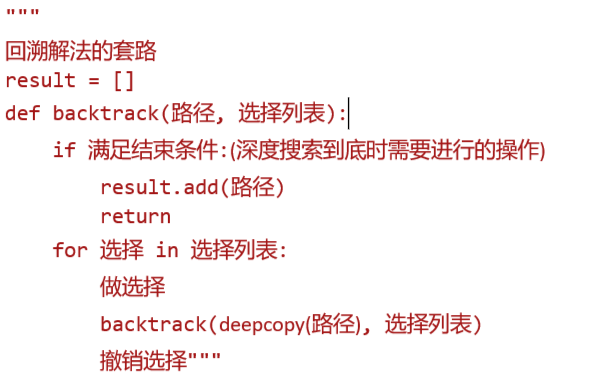 """
回溯解法的套路
result = []
def backtrack(路径, 选择列表):
    if 满足结束条件:(深度搜索到底时需要进行的操作)
        result.add(路径)
        return
    for 选择 in 选择列表:
        做选择
        backtrack(deepcopy(路径), 选择列表)
        撤销选择"""